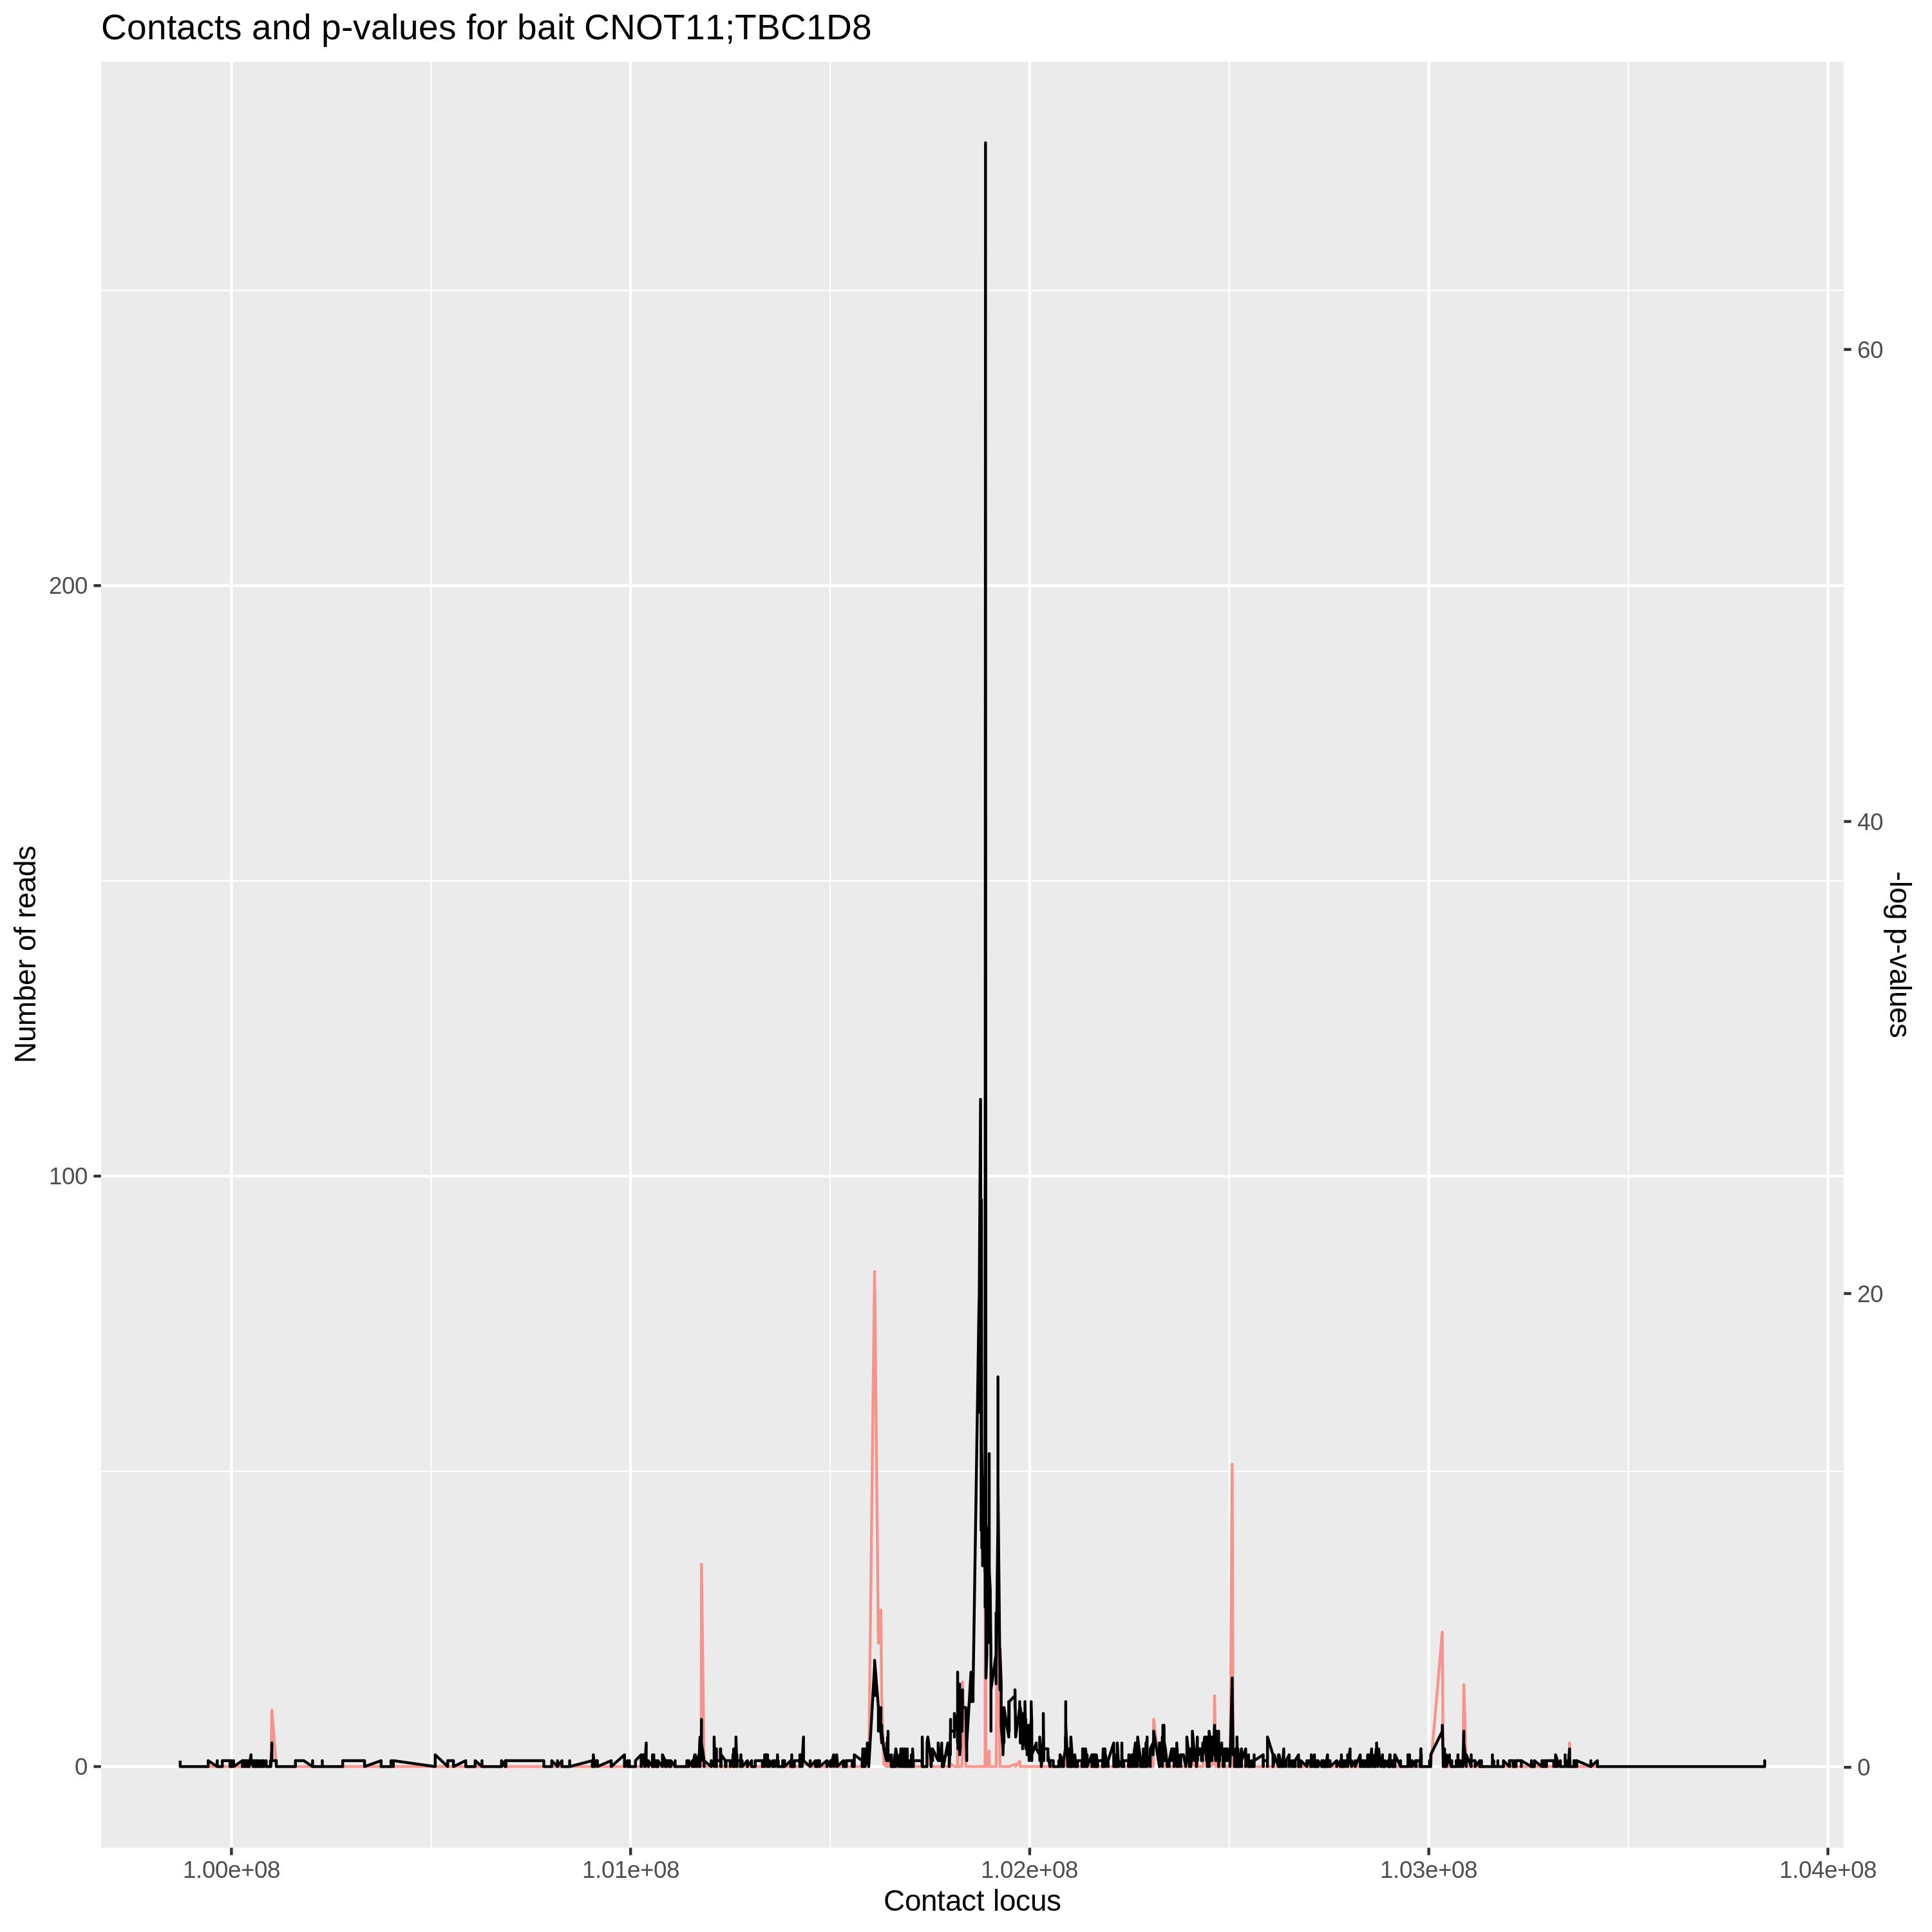 Contacts and p-values for bait CNOT11;TBC1D8
Number of reads
200
100
0
60
40
20
0
-log p-values
1.00e+08
1.01e+08
1.02e+08
1.03e+08
1.04e+08
Contact locus